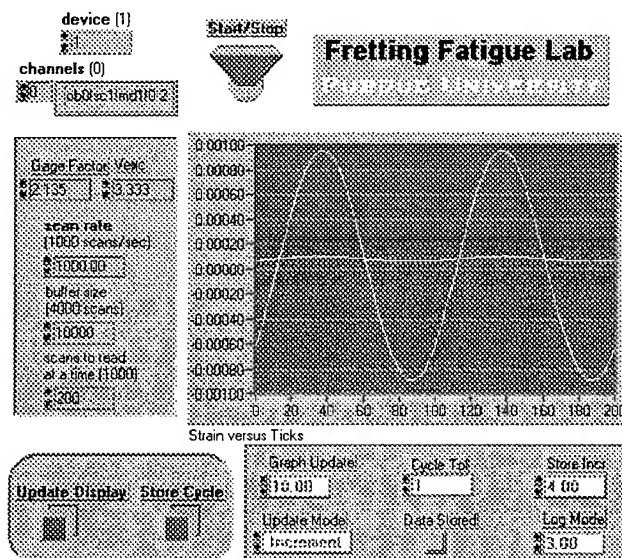 device (1)
1
channels (0)
0
ob0!sc1!md1!0:2
Start/Stop
Fretting Fatigue Lab
PURDUE UNIVERSITY
Gage Factor Vexc
2.135 3.333
scan rate
(1000 scans/sec)
1000.00
buffer size
(4000 scans)
10000
scans to read
at a time (1000)
200
0.00100
0.00080
0.00060
0.00040
0.00020
0.00000
-0.00020
-0.00040
-0.00060
-0.00080
-0.00100
0 20 40 60 80 100 120 140 160 180 200
Strain versus Ticks
Update Display Store Cycle
Graph Update Cycle Tol Store Incr
10.00 1 4.00
Update Mode Data Stored! Log Mode
Increment 3.00